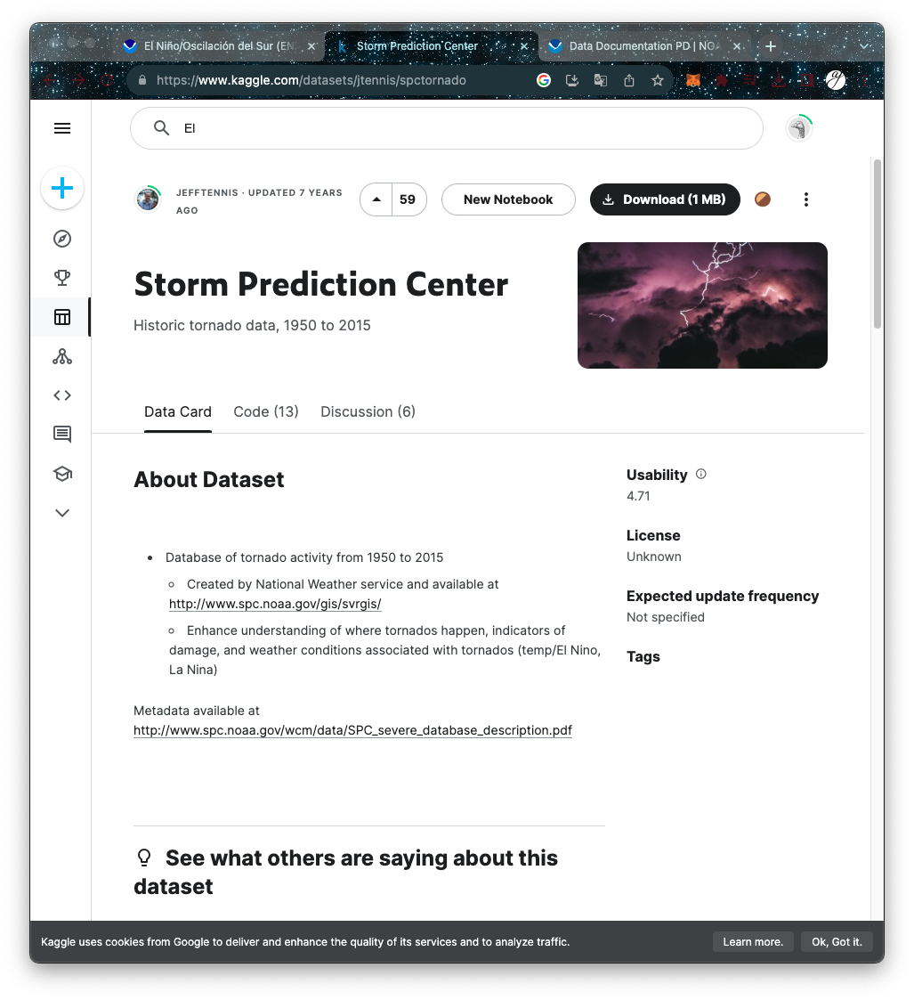 El Niño/Oscilación del Sur (EN
Storm Prediction Center
Data Documentation PD | NOA
https://www.kaggle.com/datasets/jtennis/spctornado
El
JEFFTENNIS · UPDATED 7 YEARS
AGO
59
New Notebook
Download (1 MB)
Storm Prediction Center
Historic tornado data, 1950 to 2015
Data Card
Code (13)
Discussion (6)
About Dataset
Database of tornado activity from 1950 to 2015
Created by National Weather service and available at
http://www.spc.noaa.gov/gis/svrgis/
Enhance understanding of where tornados happen, indicators of
damage, and weather conditions associated with tornados (temp/El Nino,
La Nina)
Metadata available at
http://www.spc.noaa.gov/wcm/data/SPC_severe_database_description.pdf
Usability
4.71
License
Unknown
Expected update frequency
Not specified
Tags
See what others are saying about this
dataset
Kaggle uses cookies from Google to deliver and enhance the quality of its services and to analyze traffic.
Learn more.
Ok, Got it.